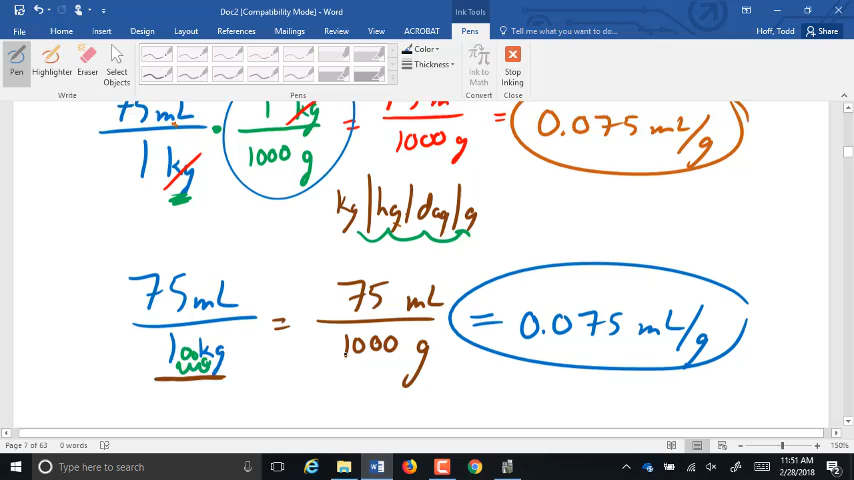 Doc2 [Compatibility Mode] - Word
Ink Tools
Hoff, Todd
File Home Insert Design Layout References Mailings Review View ACROBAT Pens Tell me what you want to do... Share
Pen Highlighter Eraser Select Objects
Color
Thickness
Ink to Math
Stop Inking
Write Pens Convert Close
75 mL / 1 kg · 1 kg / 1000 g = 75 m / 1000 g = 0.075 mL/g
kg | hg | dag | g
75 mL / 1 000 kg = 75 mL / 1000 g = 0.075 mL/g
Page 7 of 63 0 words 150%
Type here to search
11:51 AM
2/28/2018
2